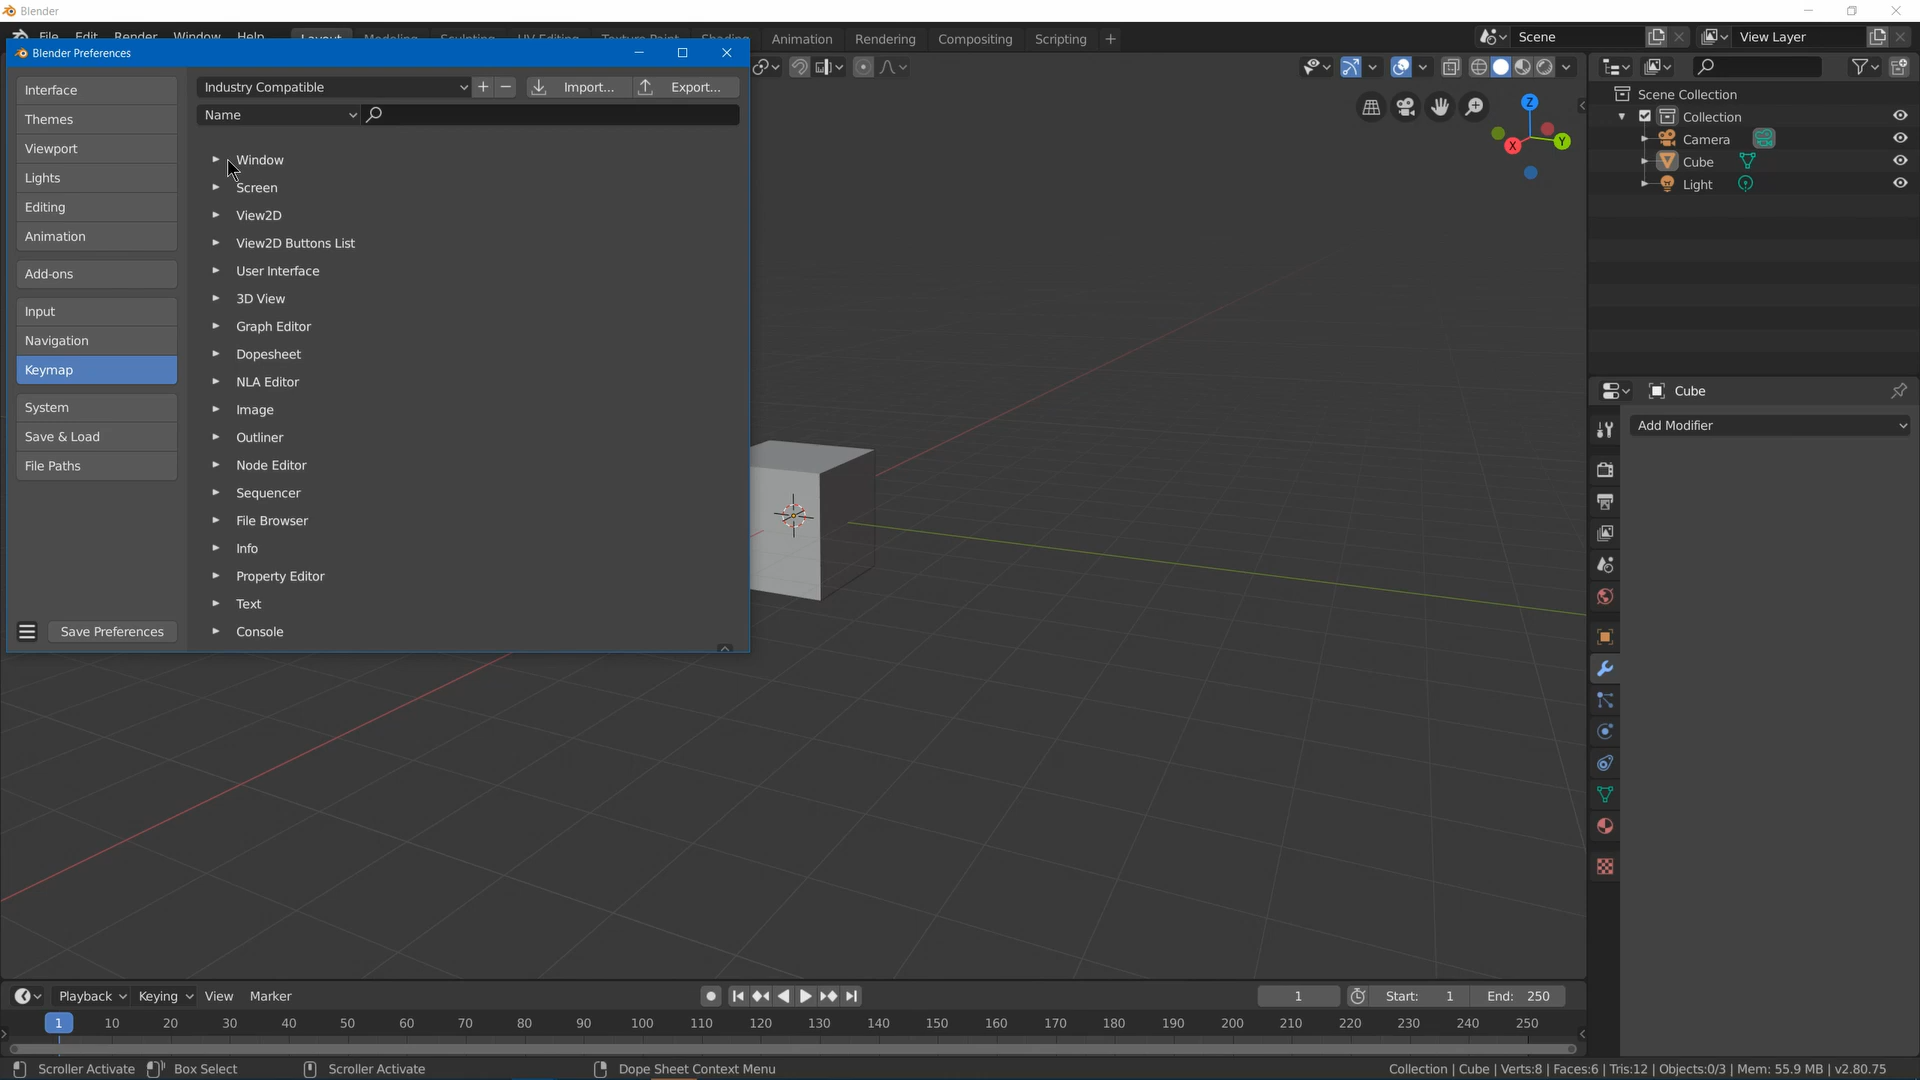 Blender
File Edit Render Window Help Layout Modeling Sculpting UV Editing Texture Paint Shading Animation Rendering Compositing Scripting + Scene View Layer
Blender Preferences
Interface
Themes
Viewport
Lights
Editing
Animation
Add-ons
Input
Navigation
Keymap
System
Save & Load
File Paths
Save Preferences
Industry Compatible + − Import... Export...
Name
Window
Screen
View2D
View2D Buttons List
User Interface
3D View
Graph Editor
Dopesheet
NLA Editor
Image
Outliner
Node Editor
Sequencer
File Browser
Info
Property Editor
Text
Console
Z
Y
X
Scene Collection
Collection
Camera
Cube
Light
Cube
Add Modifier
Playback Keying View Marker 1 Start: 1 End: 250
1 10 20 30 40 50 60 70 80 90 100 110 120 130 140 150 160 170 180 190 200 210 220 230 240 250
Scroller Activate Box Select Scroller Activate Dope Sheet Context Menu Collection | Cube | Verts:8 | Faces:6 | Tris:12 | Objects:0/3 | Mem: 55.9 MB | v2.80.75